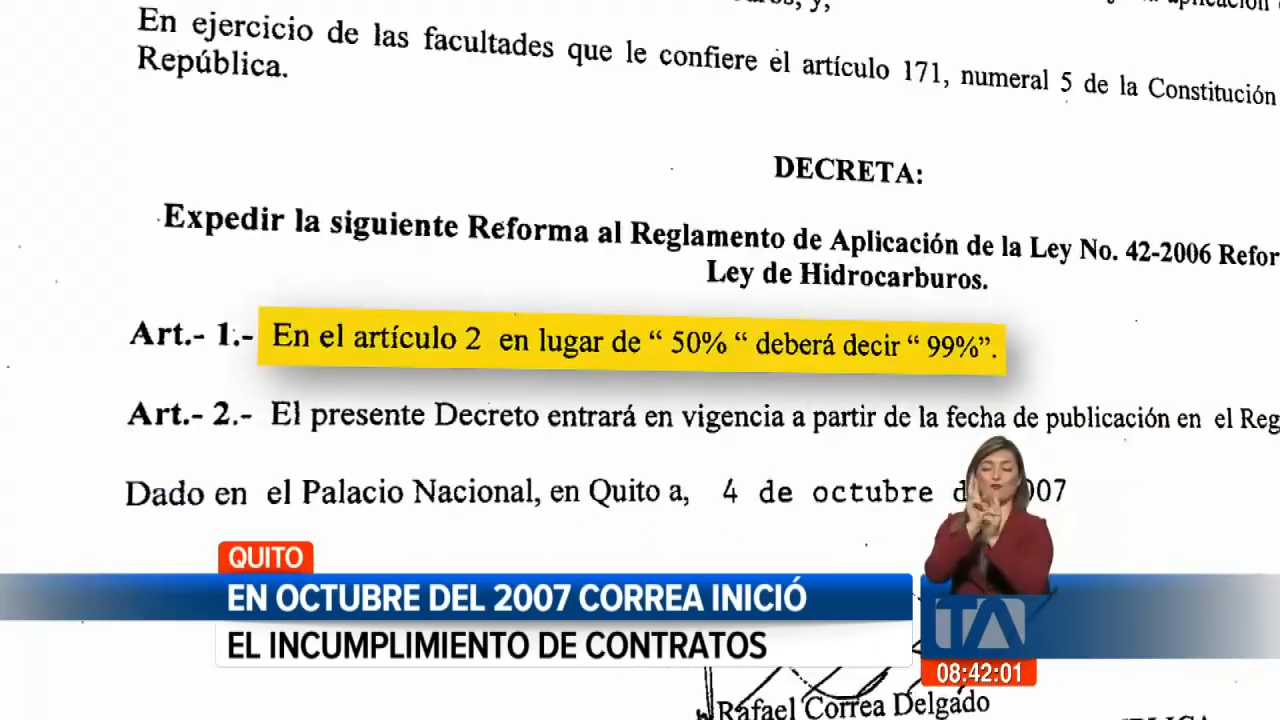 En ejercicio de las facultades que le confiere el artículo 171, numeral 5 de la Constitución
República.
DECRETA:
Expedir la siguiente Reforma al Reglamento de Aplicación de la Ley No. 42-2006 Refor
Ley de Hidrocarburos.
Art.- 1.- En el artículo 2 en lugar de “ 50% “ deberá decir “ 99%”.
Art.- 2.- El presente Decreto entrará en vigencia a partir de la fecha de publicación en el Reg
Dado en el Palacio Nacional, en Quito a, 4 de octubre d 007
QUITO
EN OCTUBRE DEL 2007 CORREA INICIÓ
EL INCUMPLIMIENTO DE CONTRATOS
TA
08:42:01
Rafael Correa Delgado